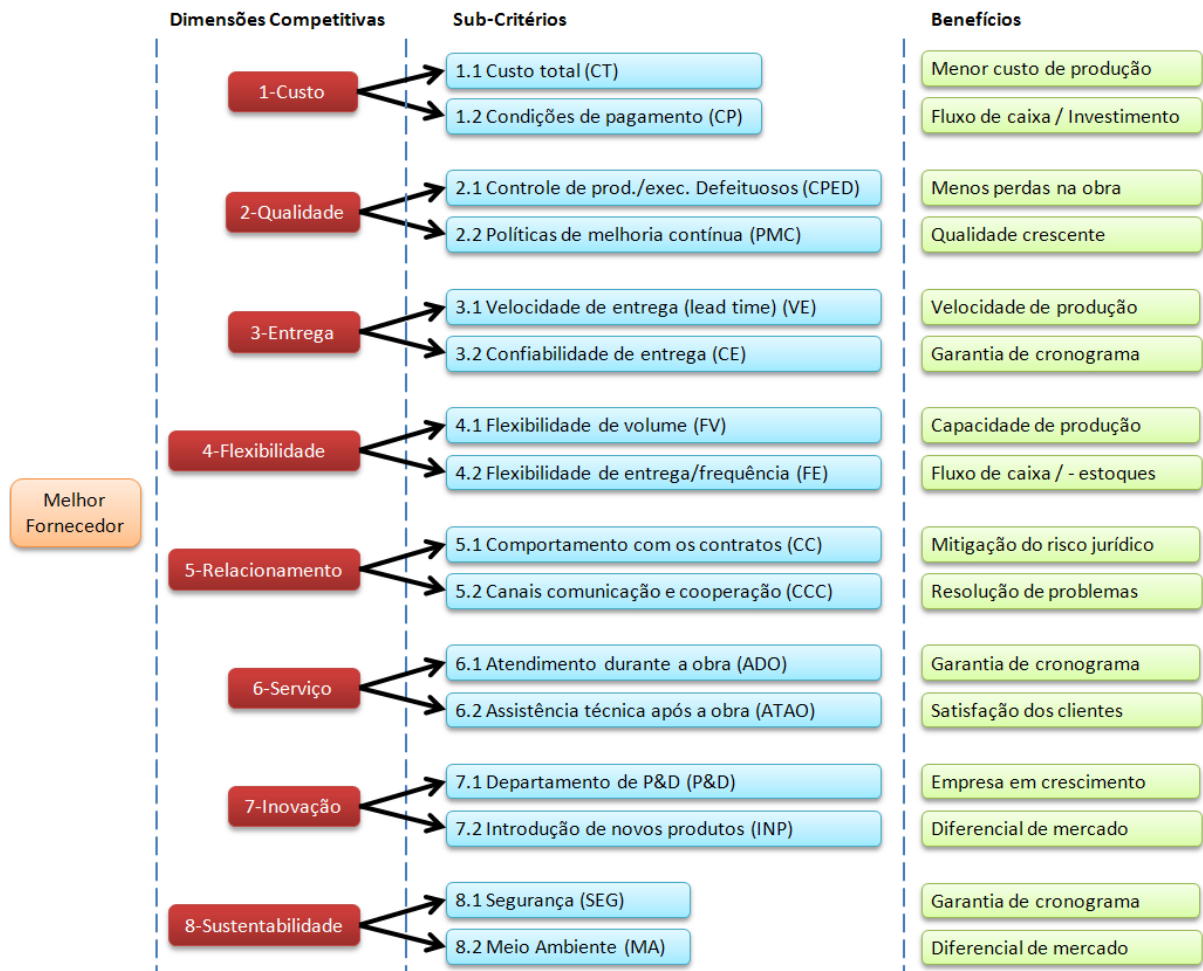 Dimensões Competitivas
Sub-Critérios
Benefícios
Melhor
Fornecedor
1-Custo
1.1 Custo total (CT)
Menor custo de produção
1.2 Condições de pagamento (CP)
Fluxo de caixa / Investimento
2-Qualidade
2.1 Controle de prod./exec. Defeituosos (CPED)
Menos perdas na obra
2.2 Políticas de melhoria contínua (PMC)
Qualidade crescente
3-Entrega
3.1 Velocidade de entrega (lead time) (VE)
Velocidade de produção
3.2 Confiabilidade de entrega (CE)
Garantia de cronograma
4-Flexibilidade
4.1 Flexibilidade de volume (FV)
Capacidade de produção
4.2 Flexibilidade de entrega/frequência (FE)
Fluxo de caixa / - estoques
5-Relacionamento
5.1 Comportamento com os contratos (CC)
Mitigação do risco jurídico
5.2 Canais comunicação e cooperação (CCC)
Resolução de problemas
6-Serviço
6.1 Atendimento durante a obra (ADO)
Garantia de cronograma
6.2 Assistência técnica após a obra (ATAO)
Satisfação dos clientes
7-Inovação
7.1 Departamento de P&D (P&D)
Empresa em crescimento
7.2 Introdução de novos produtos (INP)
Diferencial de mercado
8-Sustentabilidade
8.1 Segurança (SEG)
Garantia de cronograma
8.2 Meio Ambiente (MA)
Diferencial de mercado